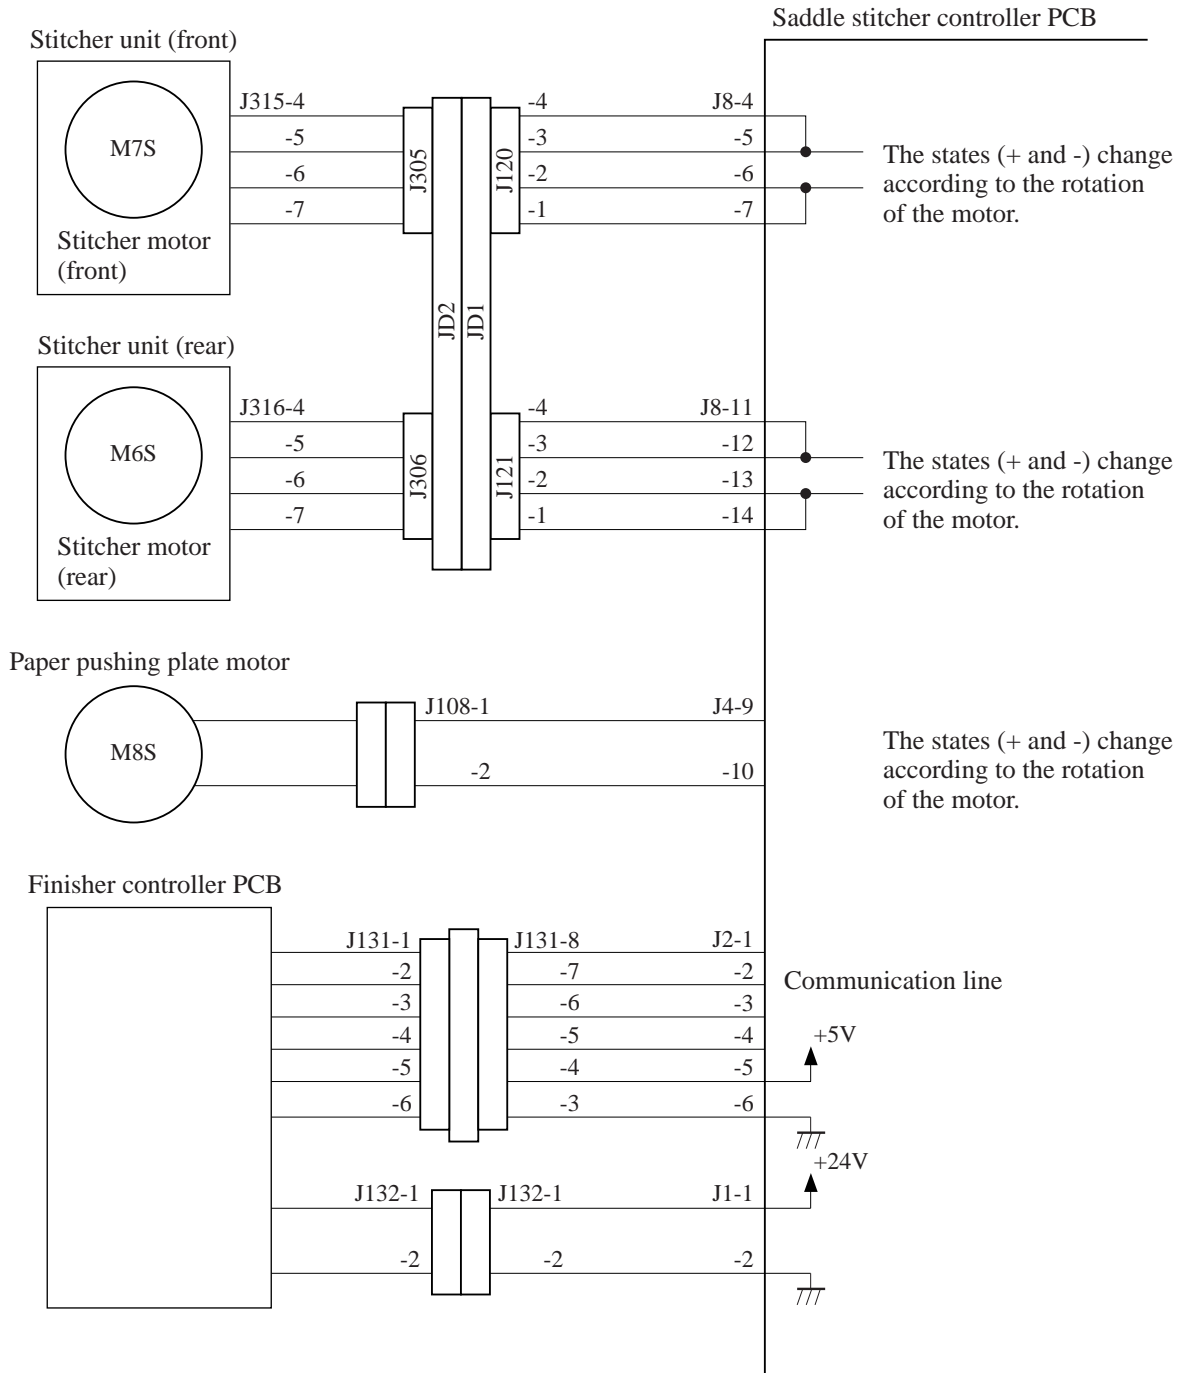 Saddle stitcher controller PCB
Stitcher unit (front)
M7S
Stitcher motor
(front)
J315-4
-5
-6
-7
J305
JD2
JD1
J120
-4
-3
-2
-1
J8-4
-5
-6
-7
The states (+ and -) change
according to the rotation
of the motor.
Stitcher unit (rear)
M6S
Stitcher motor
(rear)
J316-4
-5
-6
-7
J306
J121
-4
-3
-2
-1
J8-11
-12
-13
-14
The states (+ and -) change
according to the rotation
of the motor.
Paper pushing plate motor
M8S
J108-1
-2
J4-9
-10
The states (+ and -) change
according to the rotation
of the motor.
Finisher controller PCB
J131-1
-2
-3
-4
-5
-6
J131-8
-7
-6
-5
-4
-3
J2-1
-2
-3
-4
-5
-6
Communication line
+5V
+24V
J132-1
-2
J132-1
-2
J1-1
-2